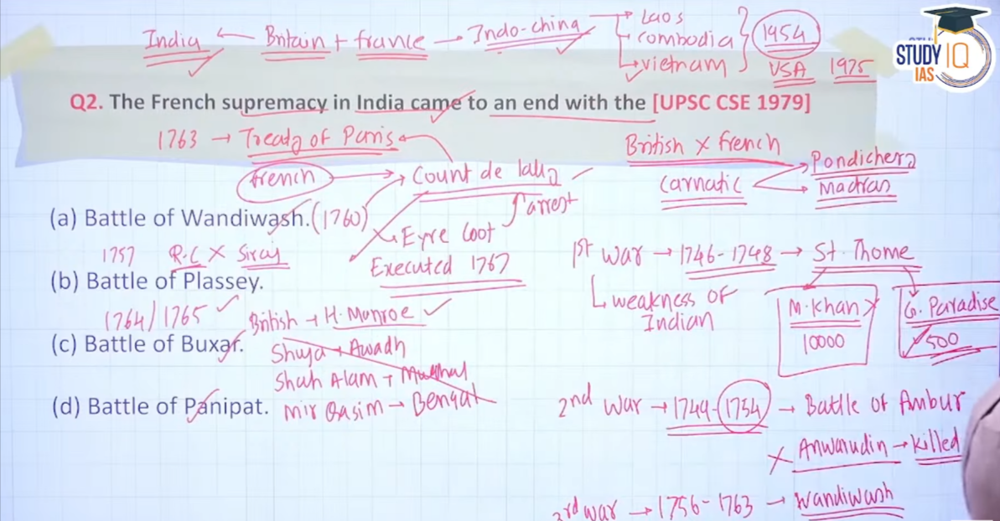 India ← Britain + france → Indo-china → Laos
combodia
vietnam
1954
USA 1975
STUDY IQ
IAS
Q2. The French supremacy in India came to an end with the [UPSC CSE 1979]
1763 → Treaty of Paris
British x french
french → Count de lally
Carnatic
Pondichery
Madras
arrest
(a) Battle of Wandiwash. (1760)
Eyre Coot
Executed 1767
1757 R.C x Siraj
1st war → 1746-1748 → St. Thome
(b) Battle of Plassey.
weakness of
Indian
M.Khan x
10000
G. Paradise
500
1764/1765
British → H. Munroe
(c) Battle of Buxar.
Shuja + Awadh
Shah Alam + Mughal
(d) Battle of Panipat.
Mir Qasim → Bengal
2nd war → 1749-1754 → Battle of Ambur
x Anwarudin → killed
3rd war → 1756-1763 → wandiwash